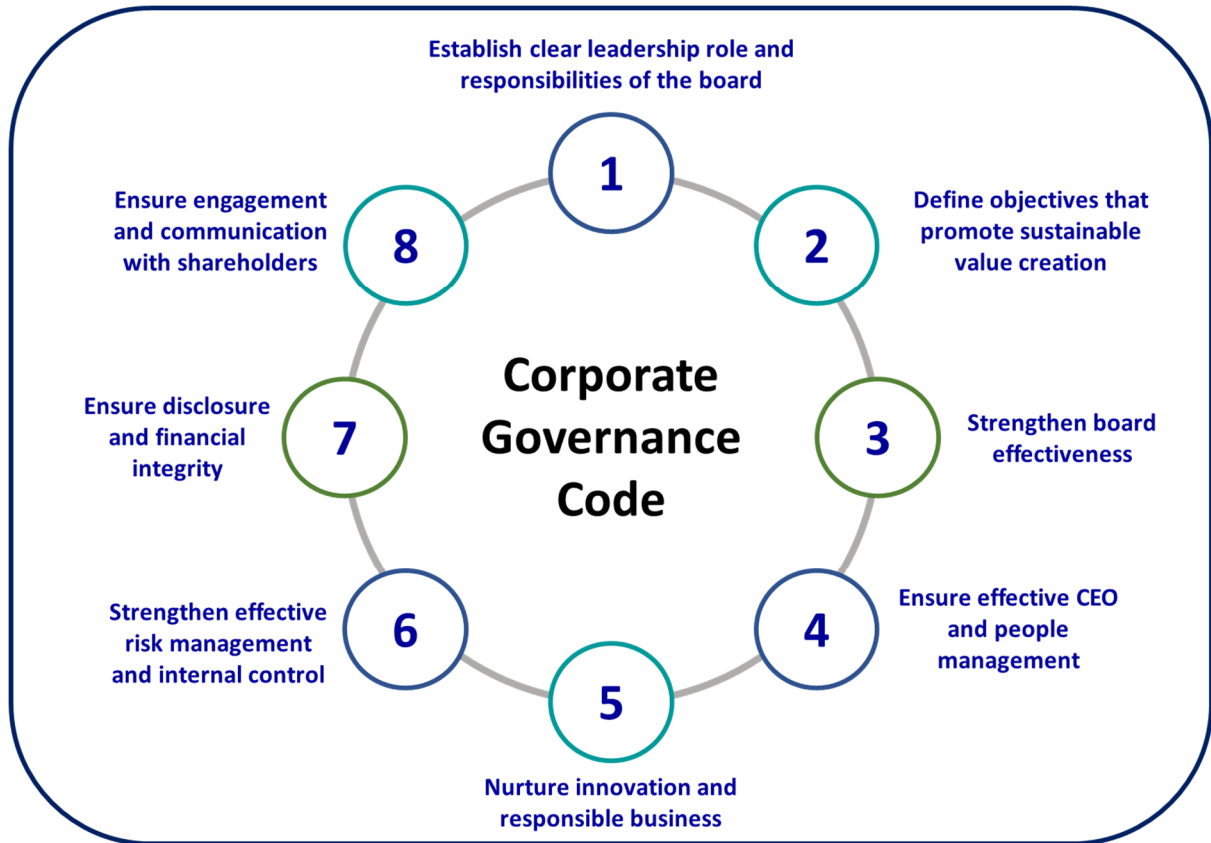 Establish clear leadership role and
responsibilities of the board
1
2
Define objectives that
promote sustainable
value creation
3
Strengthen board
effectiveness
4
Ensure effective CEO
and people
management
5
Nurture innovation and
responsible business
6
Strengthen effective
risk management
and internal control
7
Ensure disclosure
and financial
integrity
8
Ensure engagement
and communication
with shareholders
Corporate
Governance
Code